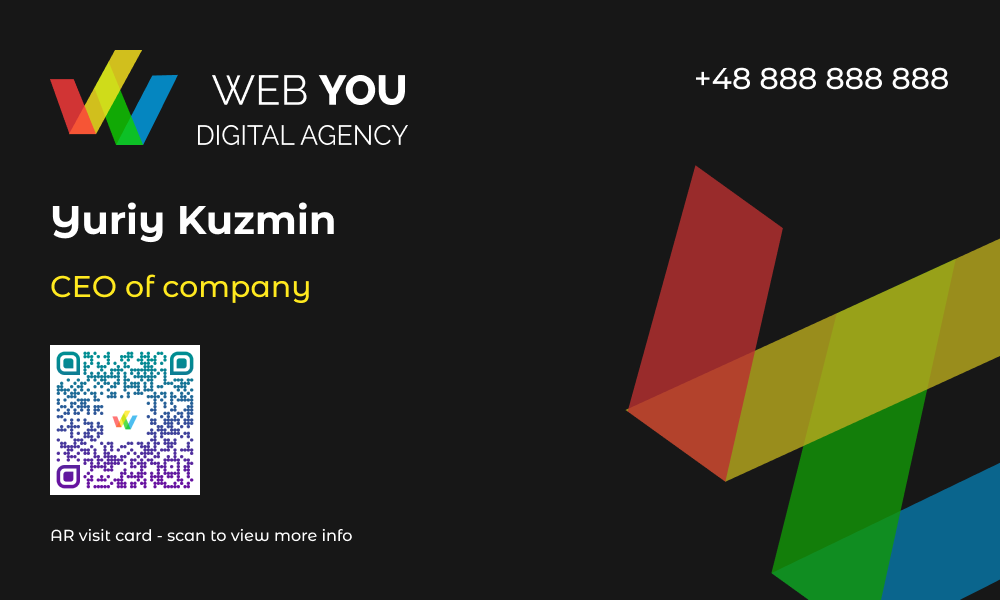 WEB YOU
DIGITAL AGENCY
+48 888 888 888
Yuriy Kuzmin
CEO of company
AR visit card - scan to view more info